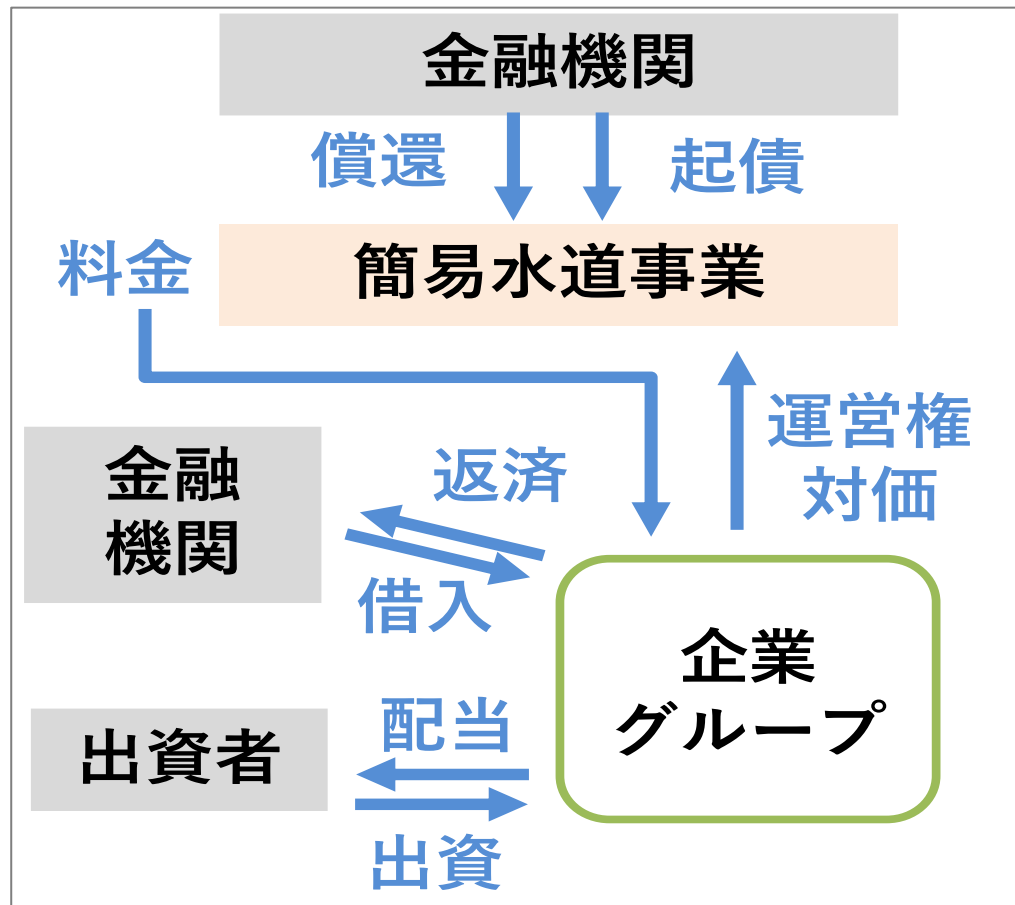 金融機関
償還
起債
料金
簡易水道事業
運営権
対価
金融
機関
返済
借入
企業
グループ
出資者
配当
出資